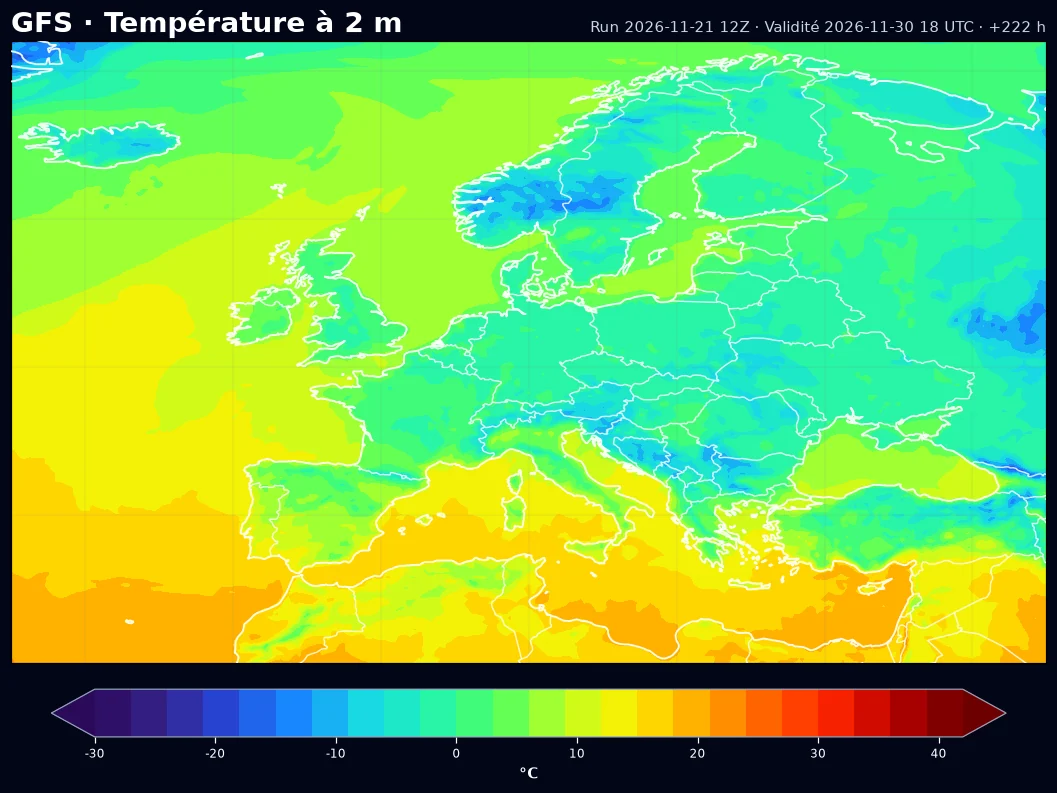 GFS · Température à 2 m
Run 2026-11-21 12Z · Validité 2026-11-30 18 UTC · +222 h
-30 -20 -10 0 10 20 30 40
°C